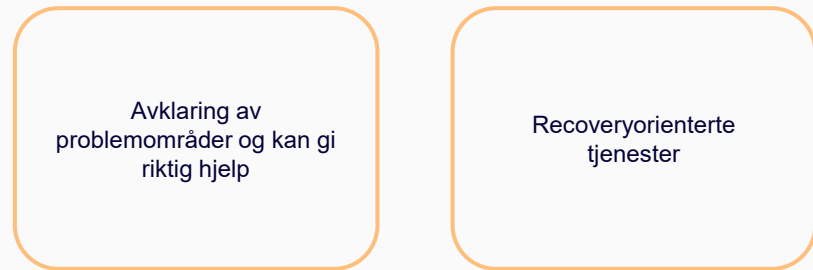 Avklaring av
problemområder og kan gi
riktig hjelp
Recoveryorienterte
tjenester